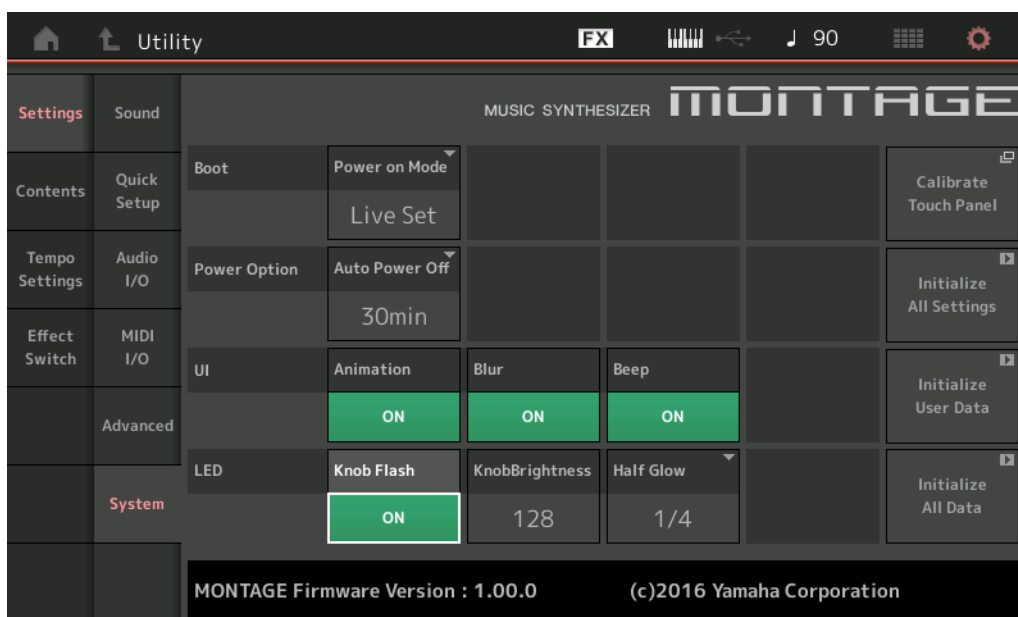 Utility FX 90
Settings
Sound
MUSIC SYNTHESIZER MONTAGE
Contents
Quick
Setup
Boot
Power on Mode
Live Set
Calibrate
Touch Panel
Tempo
Settings
Audio
I/O
Power Option
Auto Power Off
30min
Initialize
All Settings
Effect
Switch
MIDI
I/O
UI
Animation
ON
Blur
ON
Beep
ON
Initialize
User Data
Advanced
LED
Knob Flash
ON
KnobBrightness
128
Half Glow
1/4
Initialize
All Data
System
MONTAGE Firmware Version : 1.00.0 (c)2016 Yamaha Corporation